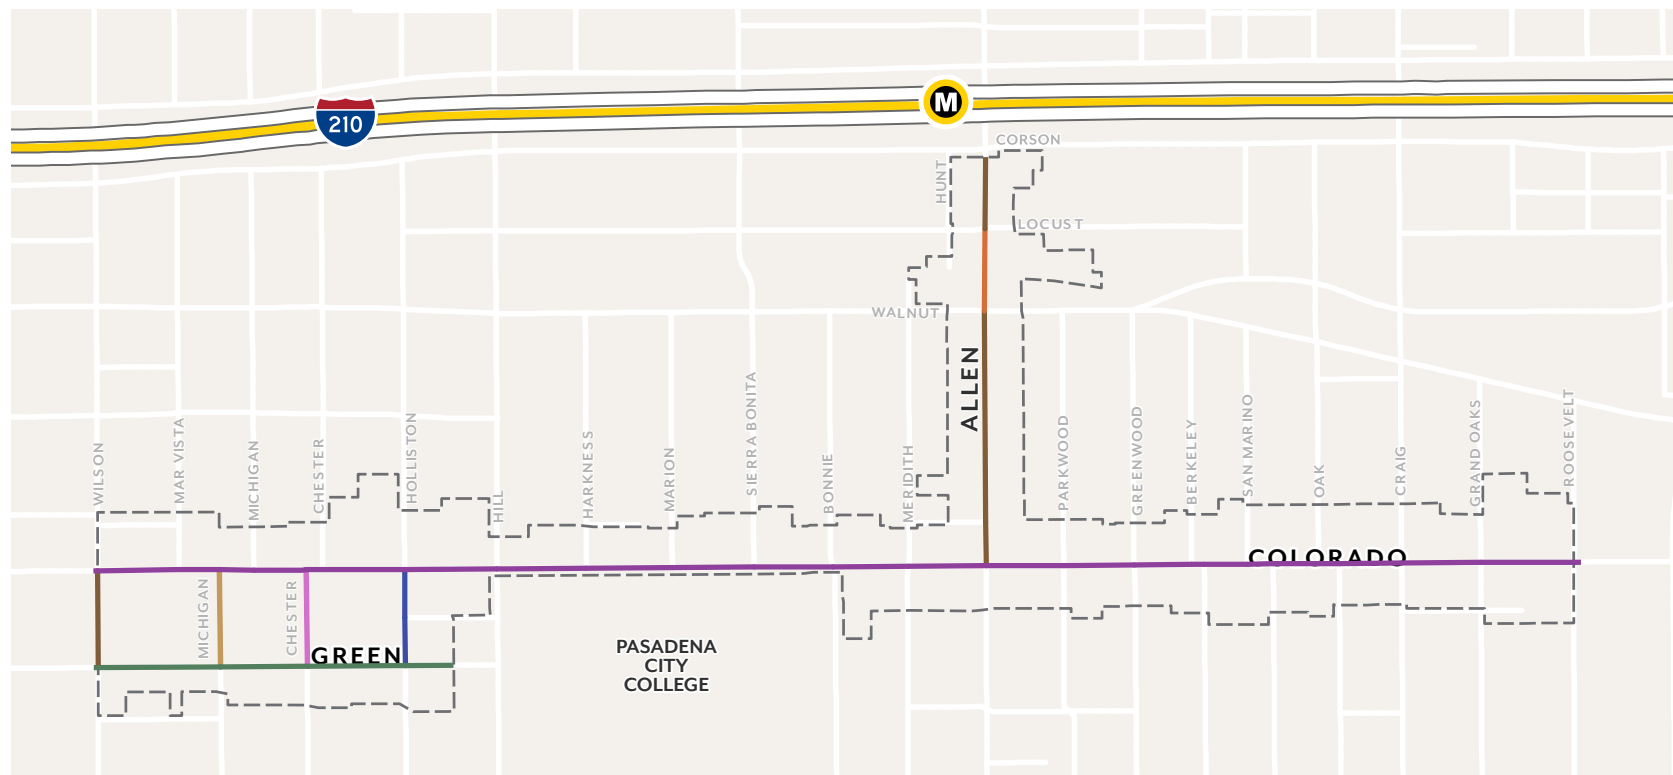 M
210
CORSON
HUNT
LOCUST
WALNUT
ALLEN
WILSON
MAR VISTA
MICHIGAN
CHESTER
HOLLISTON
HILL
HARKNESS
MARION
SIERRA BONITA
BONNIE
MERIDITH
PARKWOOD
GREENWOOD
BERKELEY
SAN MARINO
OAK
CRAIG
GRAND OAKS
ROOSEVELT
COLORADO
MICHIGAN
CHESTER
GREEN
PASADENA
CITY
COLLEGE